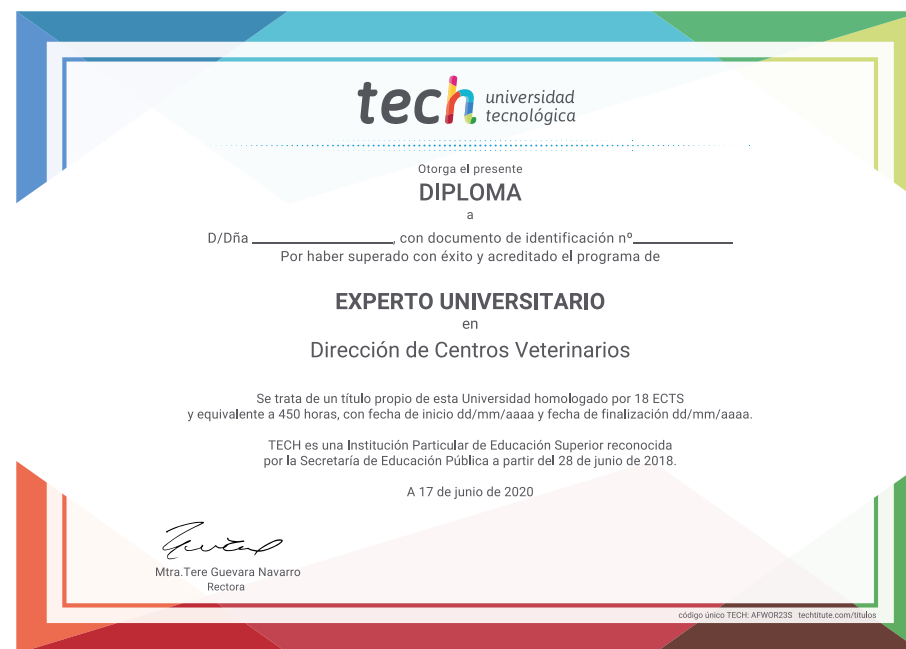 tech universidad
tecnológica
Otorga el presente
DIPLOMA
a
D/Dña ____________________, con documento de identificación nº______________
Por haber superado con éxito y acreditado el programa de
EXPERTO UNIVERSITARIO
en
Dirección de Centros Veterinarios
Se trata de un título propio de esta Universidad homologado por 18 ECTS
y equivalente a 450 horas, con fecha de inicio dd/mm/aaaa y fecha de finalización dd/mm/aaaa.
TECH es una Institución Particular de Educación Superior reconocida
por la Secretaría de Educación Pública a partir del 28 de junio de 2018.
A 17 de junio de 2020
Mtra.Tere Guevara Navarro
Rectora
código único TECH: AFWOR23S techtitute.com/titulos